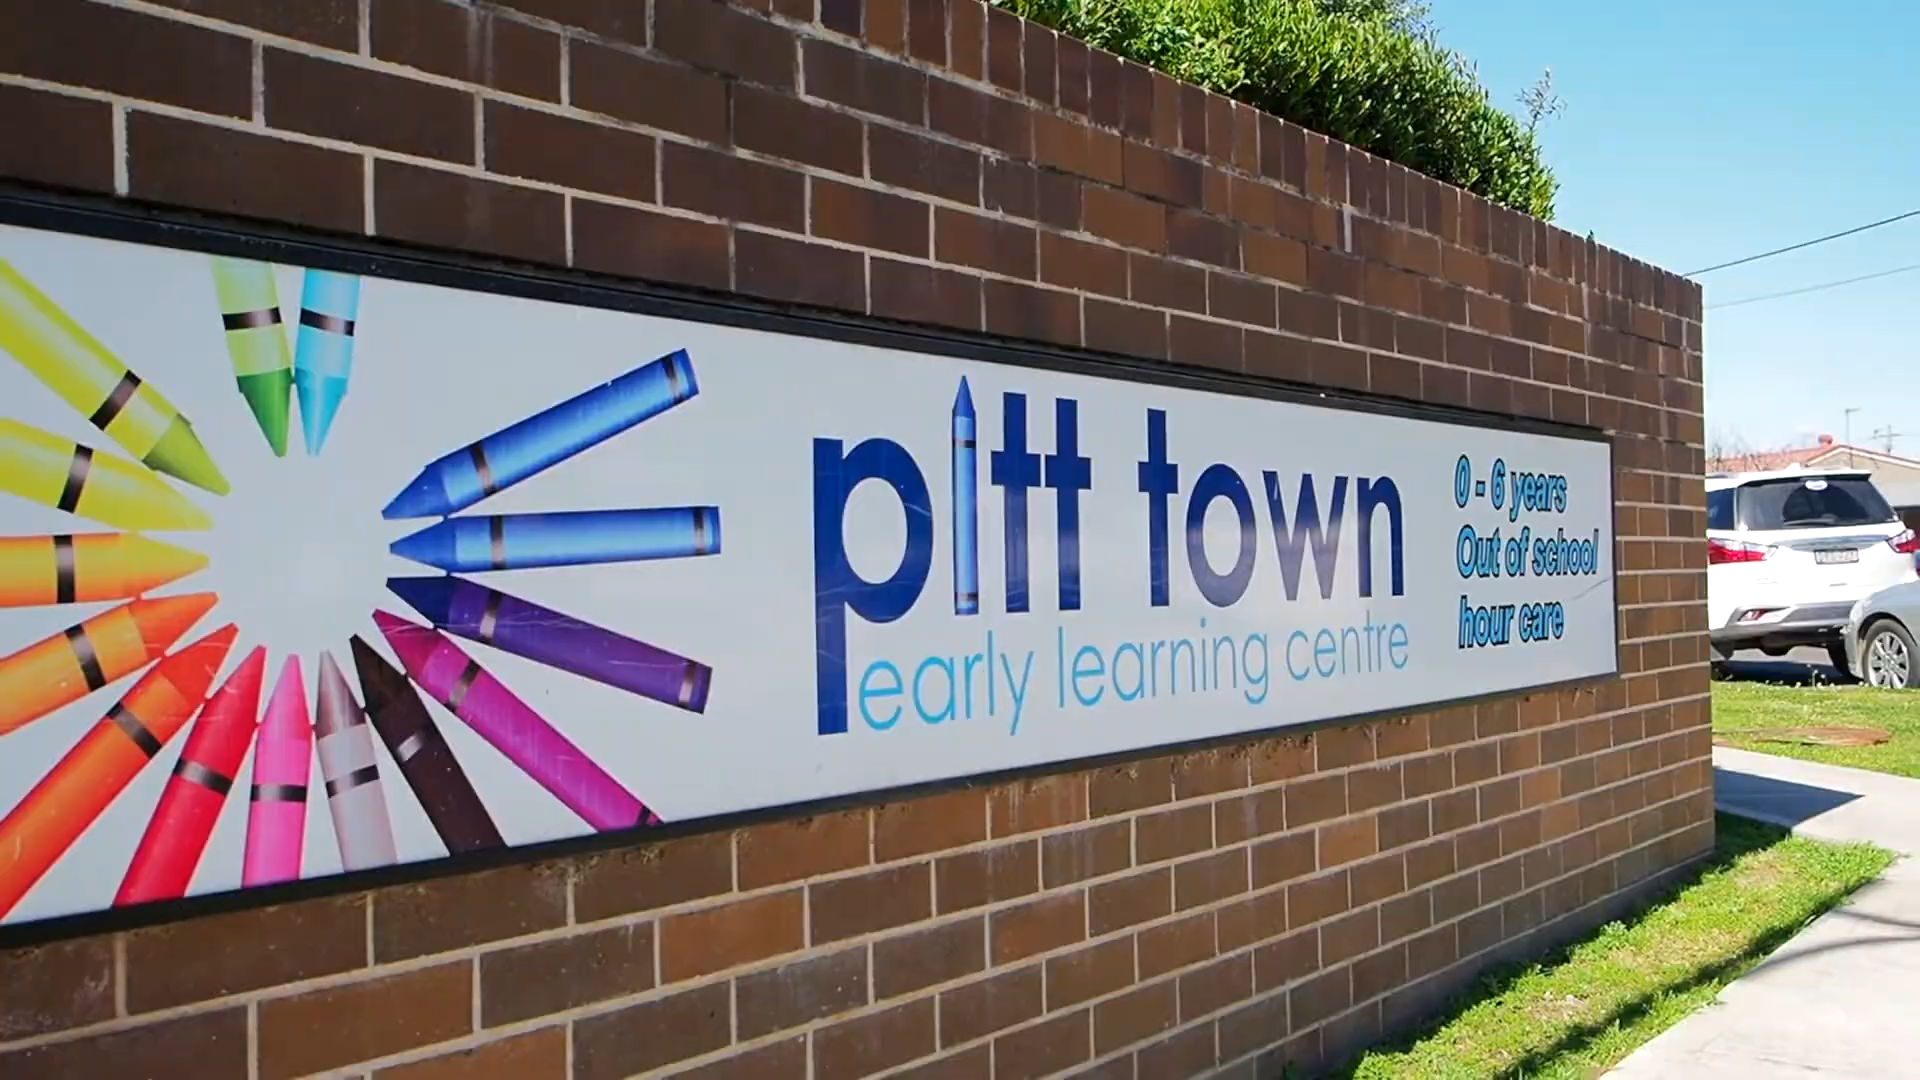 pitt town
early learning centre
0 - 6 years
Out of school
hour care